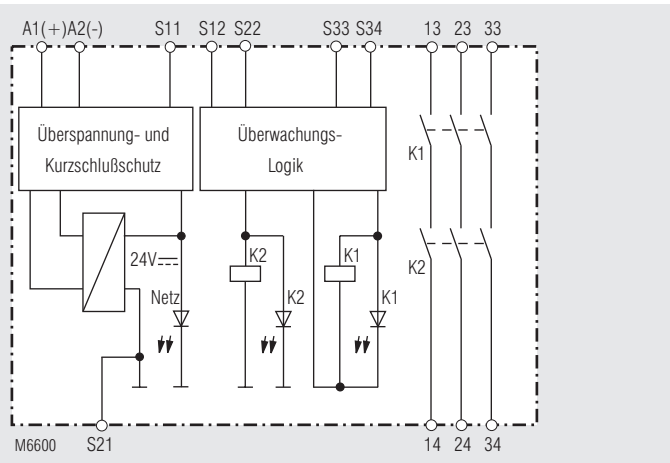 A1(+) A2(-) S11 S12 S22 S33 S34 13 23 33
Überspannung- und
Kurzschlußschutz
Überwachungs-
Logik
K1
24V
K2
K1
K2
Netz
K2
K1
M6600
S21
14 24 34